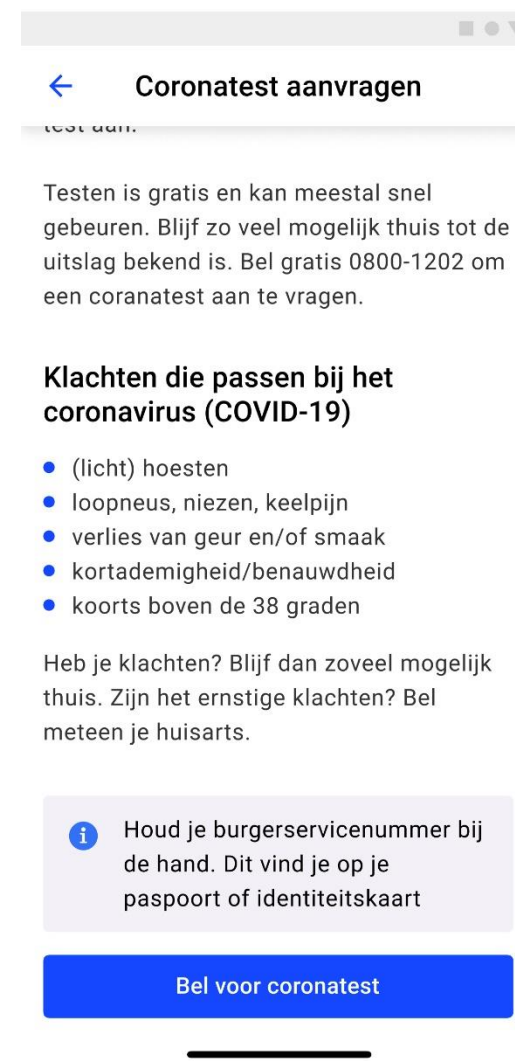 Coronatest aanvragen
test aan.
Testen is gratis en kan meestal snel
gebeuren. Blijf zo veel mogelijk thuis tot de
uitslag bekend is. Bel gratis 0800-1202 om
een coranatest aan te vragen.
Klachten die passen bij het
coronavirus (COVID-19)
(licht) hoesten
loopneus, niezen, keelpijn
verlies van geur en/of smaak
kortademigheid/benauwdheid
koorts boven de 38 graden
Heb je klachten? Blijf dan zoveel mogelijk
thuis. Zijn het ernstige klachten? Bel
meteen je huisarts.
Houd je burgerservicenummer bij
de hand. Dit vind je op je
paspoort of identiteitskaart
Bel voor coronatest